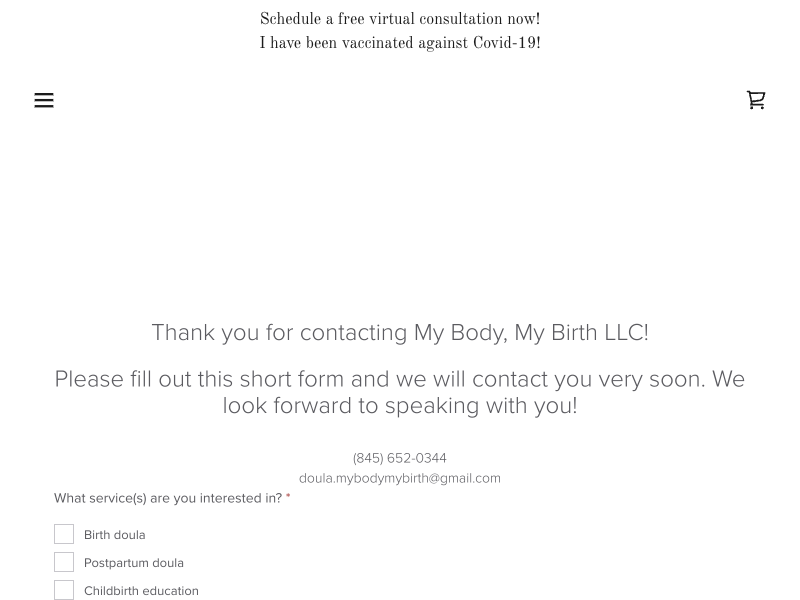 Schedule a free virtual consultation now!
I have been vaccinated against Covid-19!
Thank you for contacting My Body, My Birth LLC!
Please fill out this short form and we will contact you very soon. We
look forward to speaking with you!
(845) 652-0344
doula.mybodymybirth@gmail.com
What service(s) are you interested in? *
Birth doula
Postpartum doula
Childbirth education